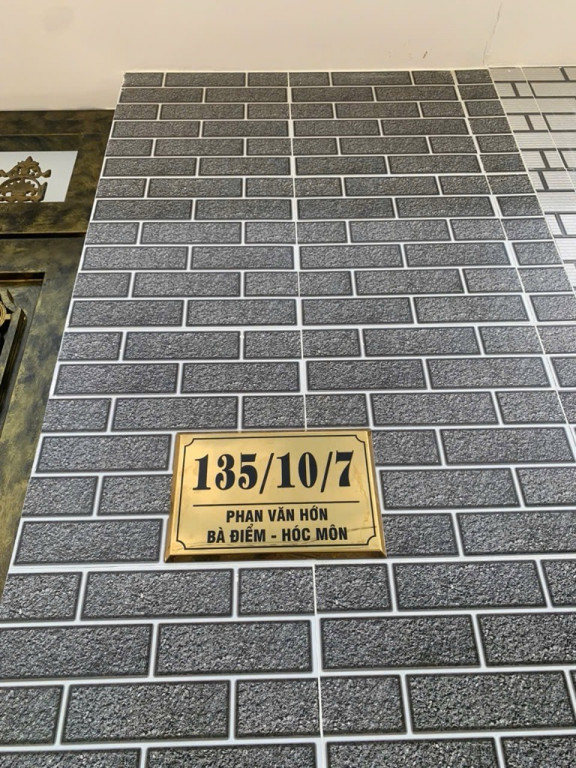 135/10/7
PHAN VĂN HỚN
BÀ ĐIỂM - HÓC MÔN